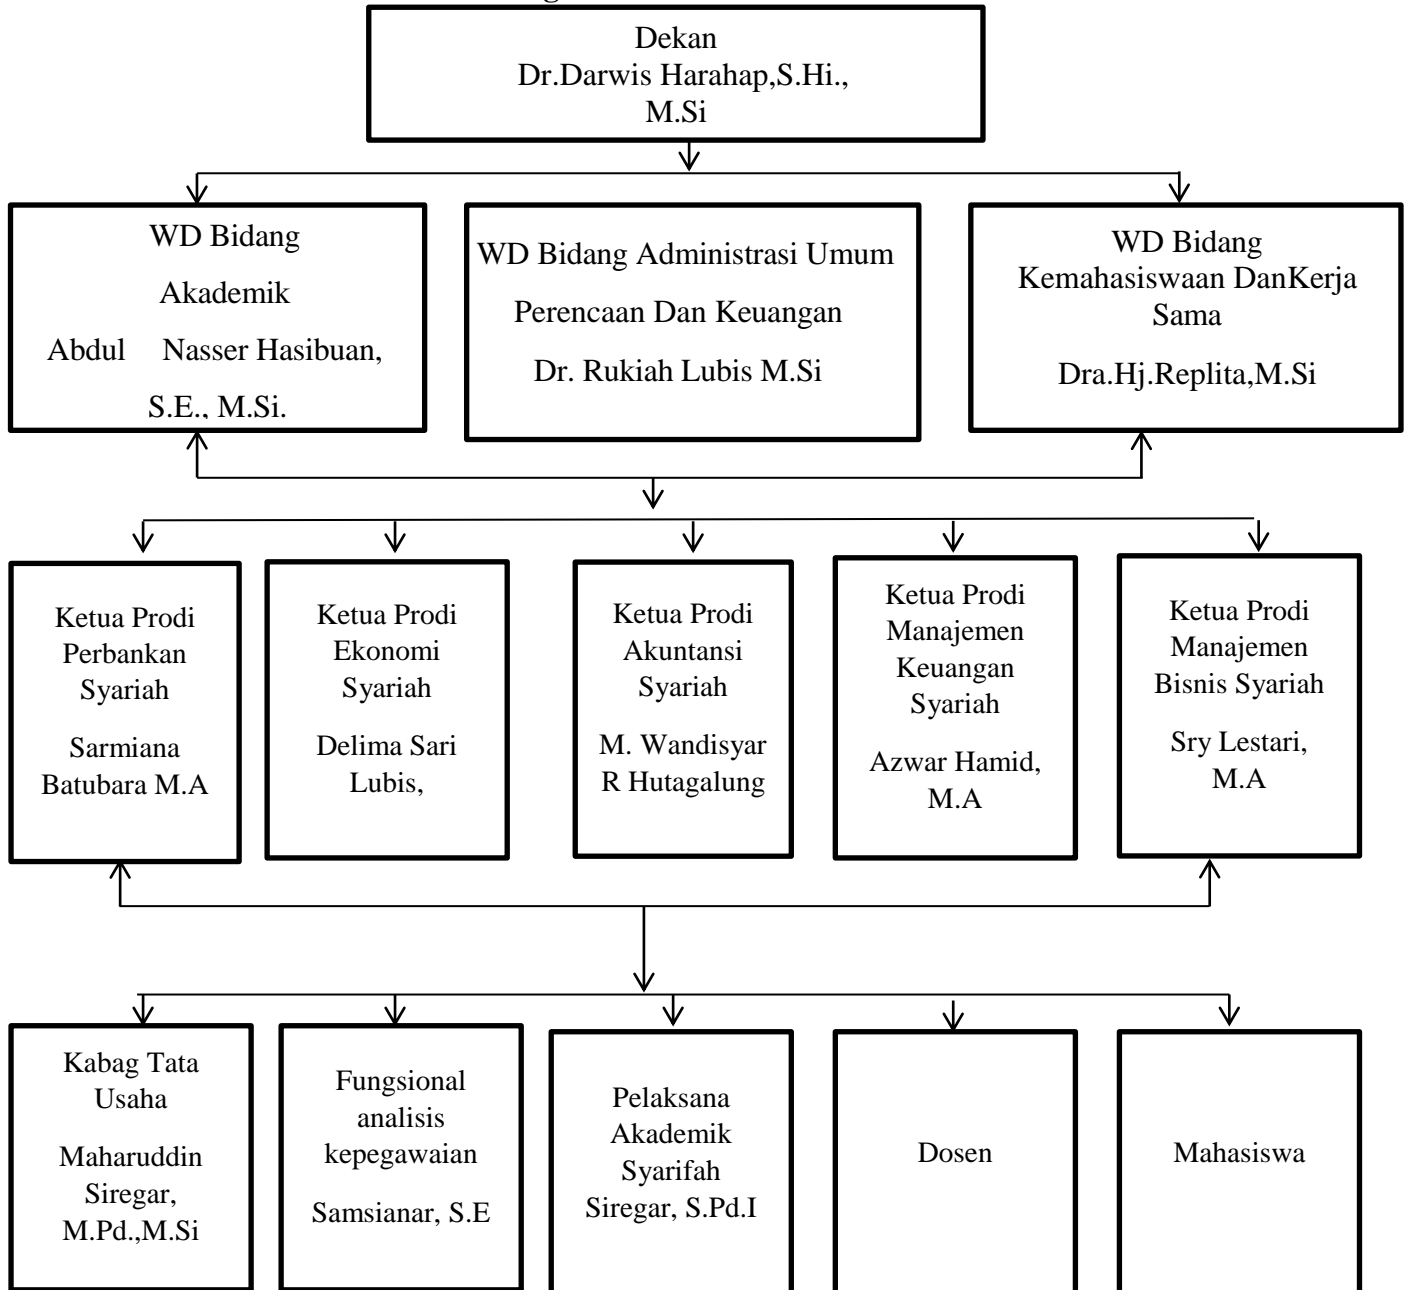 Dekan
Dr.Darwis Harahap,S.Hi.,
M.Si
WD Bidang
Akademik
Abdul Nasser Hasibuan,
S.E., M.Si.
WD Bidang Administrasi Umum
Perencaan Dan Keuangan
Dr. Rukiah Lubis M.Si
WD Bidang
Kemahasiswaan DanKerja
Sama
Dra.Hj.Replita,M.Si
Ketua Prodi
Perbankan
Syariah
Sarmiana
Batubara M.A
Ketua Prodi
Ekonomi
Syariah
Delima Sari
Lubis,
Ketua Prodi
Akuntansi
Syariah
M. Wandisyar
R Hutagalung
Ketua Prodi
Manajemen
Keuangan
Syariah
Azwar Hamid,
M.A
Ketua Prodi
Manajemen
Bisnis Syariah
Sry Lestari,
M.A
Kabag Tata
Usaha
Maharuddin
Siregar,
M.Pd.,M.Si
Fungsional
analisis
kepegawaian
Samsianar, S.E
Pelaksana
Akademik
Syarifah
Siregar, S.Pd.I
Dosen
Mahasiswa